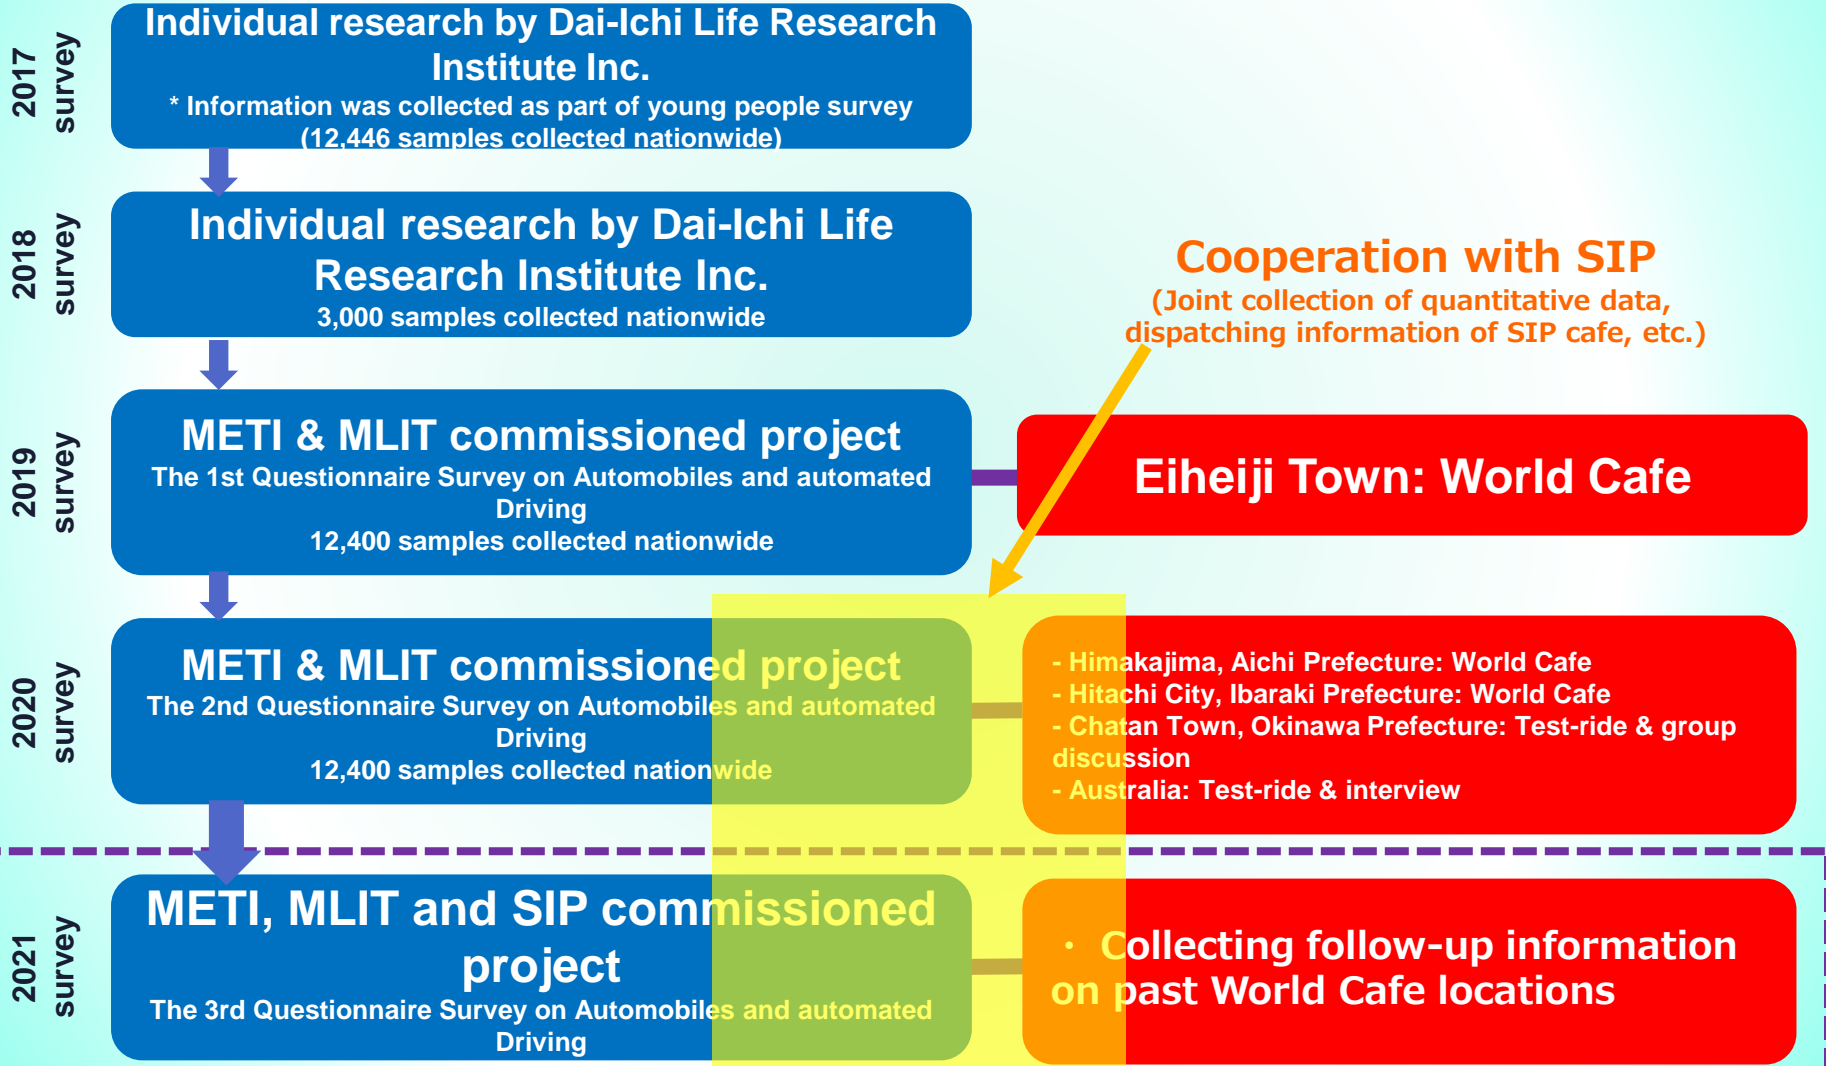 2017
survey
Individual research by Dai-Ichi Life Research
Institute Inc.
* Information was collected as part of young people survey
(12,446 samples collected nationwide)
2018
survey
Individual research by Dai-Ichi Life
Research Institute Inc.
3,000 samples collected nationwide
Cooperation with SIP
(Joint collection of quantitative data,
dispatching information of SIP cafe, etc.)
2019
survey
METI & MLIT commissioned project
The 1st Questionnaire Survey on Automobiles and automated
Driving
12,400 samples collected nationwide
Eiheiji Town: World Cafe
2020
survey
METI & MLIT commissioned project
The 2nd Questionnaire Survey on Automobiles and automated
Driving
12,400 samples collected nationwide
- Himakajima, Aichi Prefecture: World Cafe
- Hitachi City, Ibaraki Prefecture: World Cafe
- Chatan Town, Okinawa Prefecture: Test-ride & group
discussion
- Australia: Test-ride & interview
2021
survey
METI, MLIT and SIP commissioned
project
The 3rd Questionnaire Survey on Automobiles and automated
Driving
・ Collecting follow-up information
on past World Cafe locations